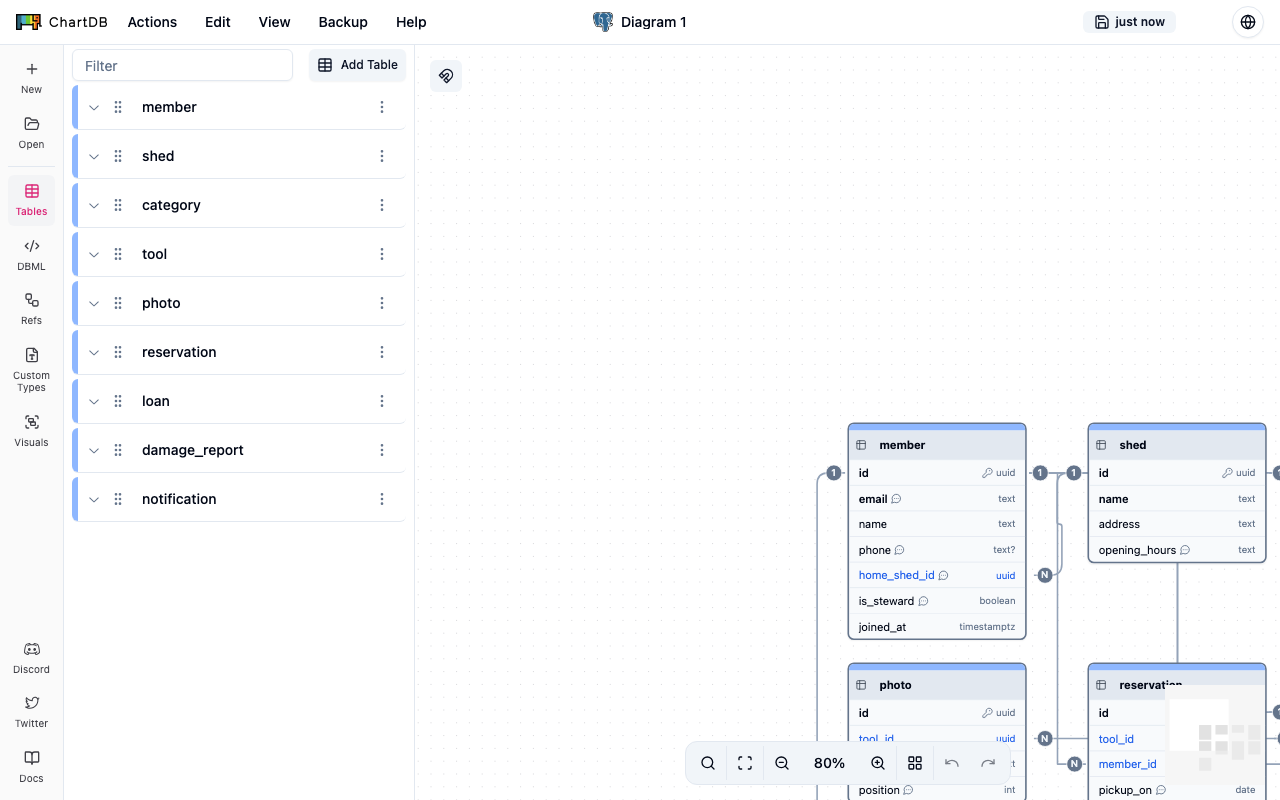 ChartDB Actions Edit View Backup Help Diagram 1 just now
Filter Add Table
New
Open
Tables
DBML
Refs
Custom
Types
Visuals
Discord
Twitter
Docs
member
shed
category
tool
photo
reservation
loan
damage_report
notification
member
id uuid
email text
name text
phone text?
home_shed_id uuid
is_steward boolean
joined_at timestamptz
1
1
N
shed
id uuid
name text
address text
opening_hours text
photo
id uuid
tool_id uuid
position int
N
N
reservation
id
tool_id
member_id
pickup_on date
1
80%